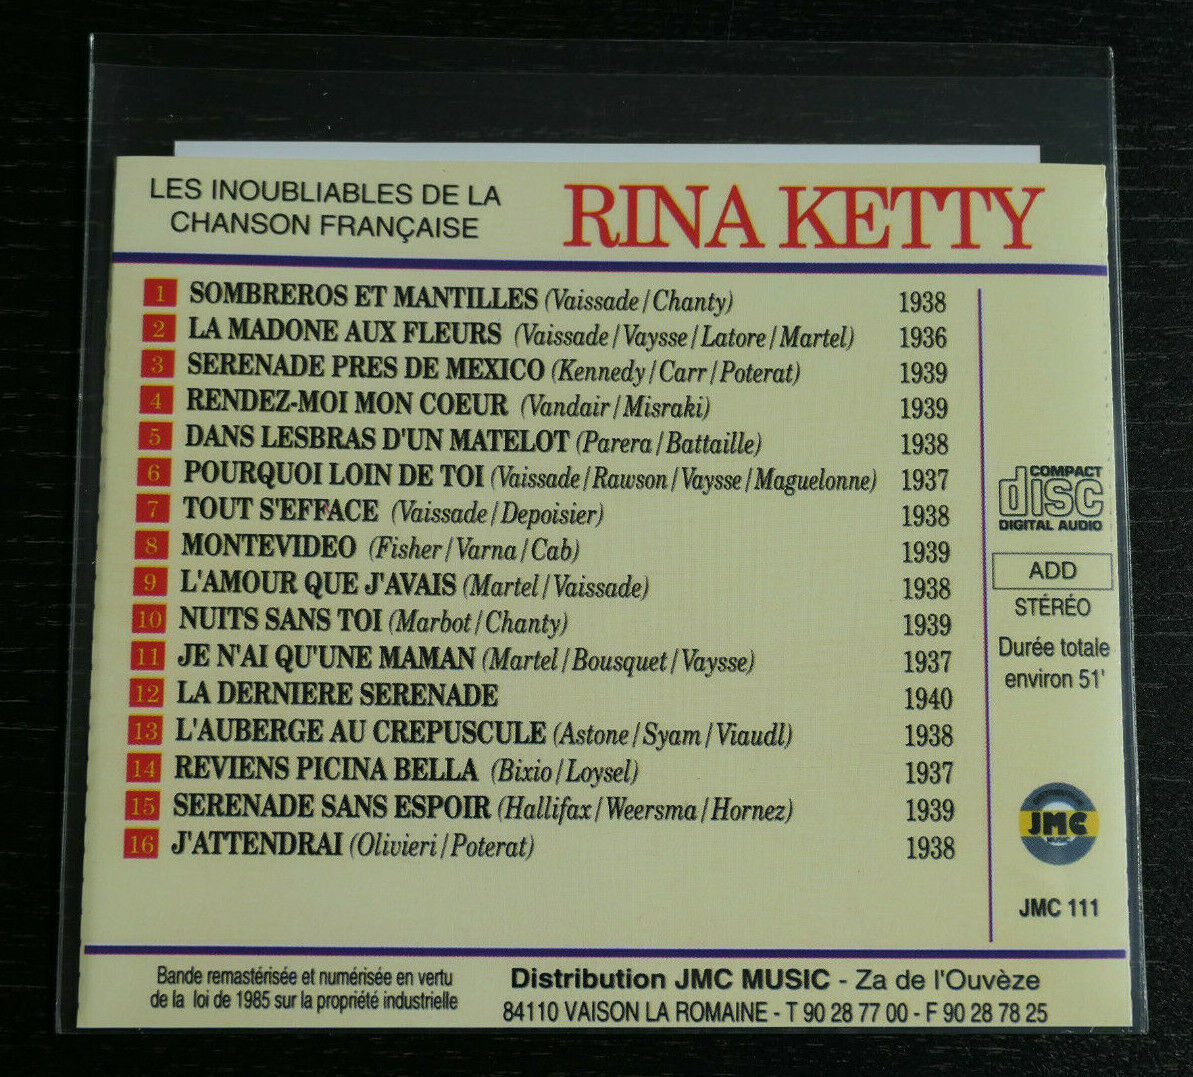 LES INOUBLIABLES DE LA
CHANSON FRANÇAISE
RINA KETTY
1 SOMBREROS ET MANTILLES (Vaissade/Chanty) 1938
2 LA MADONE AUX FLEURS (Vaissade/Vaysse/Latore/Martel) 1936
3 SERENADE PRES DE MEXICO (Kennedy/Carr/Poterat) 1939
4 RENDEZ-MOI MON COEUR (Vandair/Misraki) 1939
5 DANS LESBRAS D'UN MATELOT (Parera/Battaille) 1938
6 POURQUOI LOIN DE TOI (Vaissade/Rawson/Vaysse/Maguelonne) 1937
7 TOUT S'EFFACE (Vaissade/Depoisier) 1938
8 MONTEVIDEO (Fisher/Varna/Cab) 1939
9 L'AMOUR QUE J'AVAIS (Martel/Vaissade) 1938
10 NUITS SANS TOI (Marbot/Chanty) 1939
11 JE N'AI QU'UNE MAMAN (Martel/Bousquet/Vaysse) 1937
12 LA DERNIERE SERENADE 1940
13 L'AUBERGE AU CREPUSCULE (Astone/Syam/Viaudl) 1938
14 REVIENS PICINA BELLA (Bixio/Loysel) 1937
15 SERENADE SANS ESPOIR (Hallifax/Weersma/Hornez) 1939
16 J'ATTENDRAI (Olivieri/Poterat) 1938
COMPACT
disc
DIGITAL AUDIO
ADD
STÉRÉO
Durée totale
environ 51'
JMC
MUSIC
JMC 111
Bande remastérisée et numérisée en vertu
de la loi de 1985 sur la propriété industrielle
Distribution JMC MUSIC - Za de l'Ouvèze
84110 VAISON LA ROMAINE - T 90 28 77 00 - F 90 28 78 25